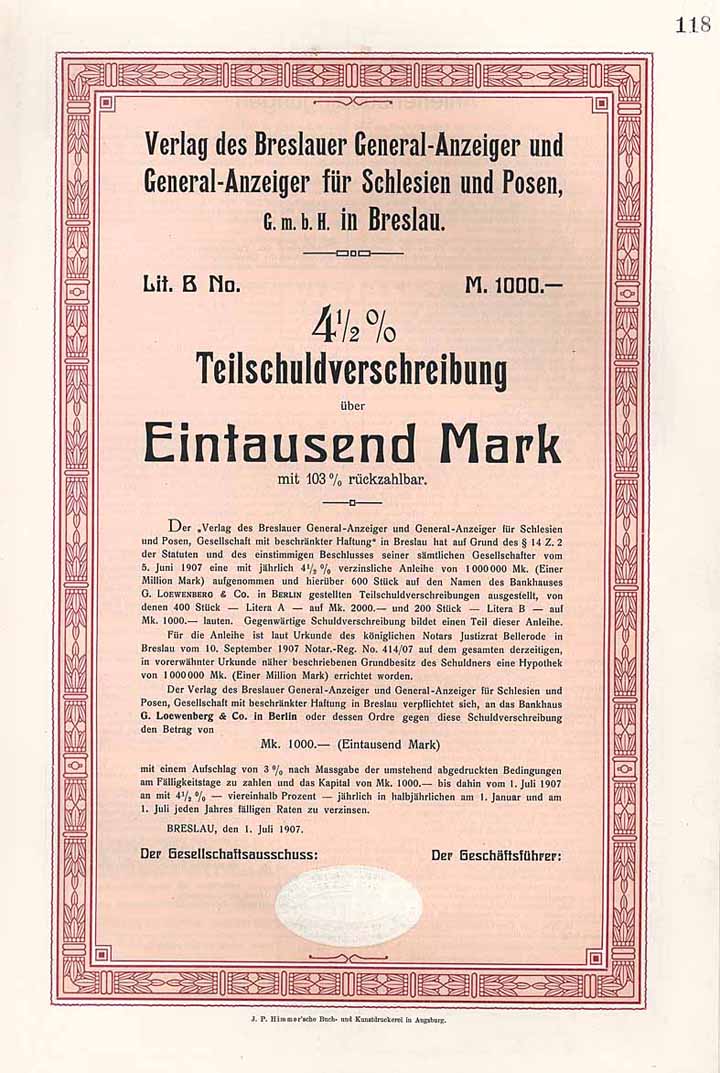 118
Verlag des Breslauer General-Anzeiger und
General-Anzeiger für Schlesien und Posen,
G. m. b. H. in Breslau.
Lit. B No. M. 1000.—
4½ %
Teilschuldverschreibung
über
Eintausend Mark
mit 103 % rückzahlbar.
Der „Verlag des Breslauer General-Anzeiger und General-Anzeiger für Schlesien
und Posen, Gesellschaft mit beschränkter Haftung“ in Breslau hat auf Grund des § 14 Z. 2
der Statuten und des einstimmigen Beschlusses seiner sämtlichen Gesellschafter vom
5. Juni 1907 eine mit jährlich 4½ % verzinsliche Anleihe von 1 000 000 Mk. (Einer
Million Mark) aufgenommen und hierüber 600 Stück auf den Namen des Bankhauses
G. LOEWENBERG & CO. in BERLIN gestellten Teilschuldverschreibungen ausgestellt, von
denen 400 Stück — Litera A — auf Mk. 2000.— und 200 Stück — Litera B — auf
Mk. 1000.— lauten. Gegenwärtige Schuldverschreibung bildet einen Teil dieser Anleihe.
Für die Anleihe ist laut Urkunde des königlichen Notars Justizrat Bellerode in
Breslau vom 10. September 1907 Notar.-Reg. No. 414/07 auf dem gesamten derzeitigen,
in vorerwähnter Urkunde näher beschriebenen Grundbesitz des Schuldners eine Hypothek
von 1 000 000 Mk. (Einer Million Mark) errichtet worden.
Der Verlag des Breslauer General-Anzeiger und General-Anzeiger für Schlesien und
Posen, Gesellschaft mit beschränkter Haftung in Breslau verpflichtet sich, an das Bankhaus
G. Loewenberg & Co. in Berlin oder dessen Ordre gegen diese Schuldverschreibung
den Betrag von
Mk. 1000.— (Eintausend Mark)
mit einem Aufschlag von 3 % nach Massgabe der umstehend abgedruckten Bedingungen
am Fälligkeitstage zu zahlen und das Kapital von Mk. 1000.— bis dahin vom 1. Juli 1907
an mit 4½ % — viereinhalb Prozent — jährlich in halbjährlichen am 1. Januar und am
1. Juli jeden Jahres fälligen Raten zu verzinsen.
BRESLAU, den 1. Juli 1907.
Der Gesellschaftsausschuss: Der Geschäftsführer:
J. P. Himmer'sche Buch- und Kunstdruckerei in Augsburg.